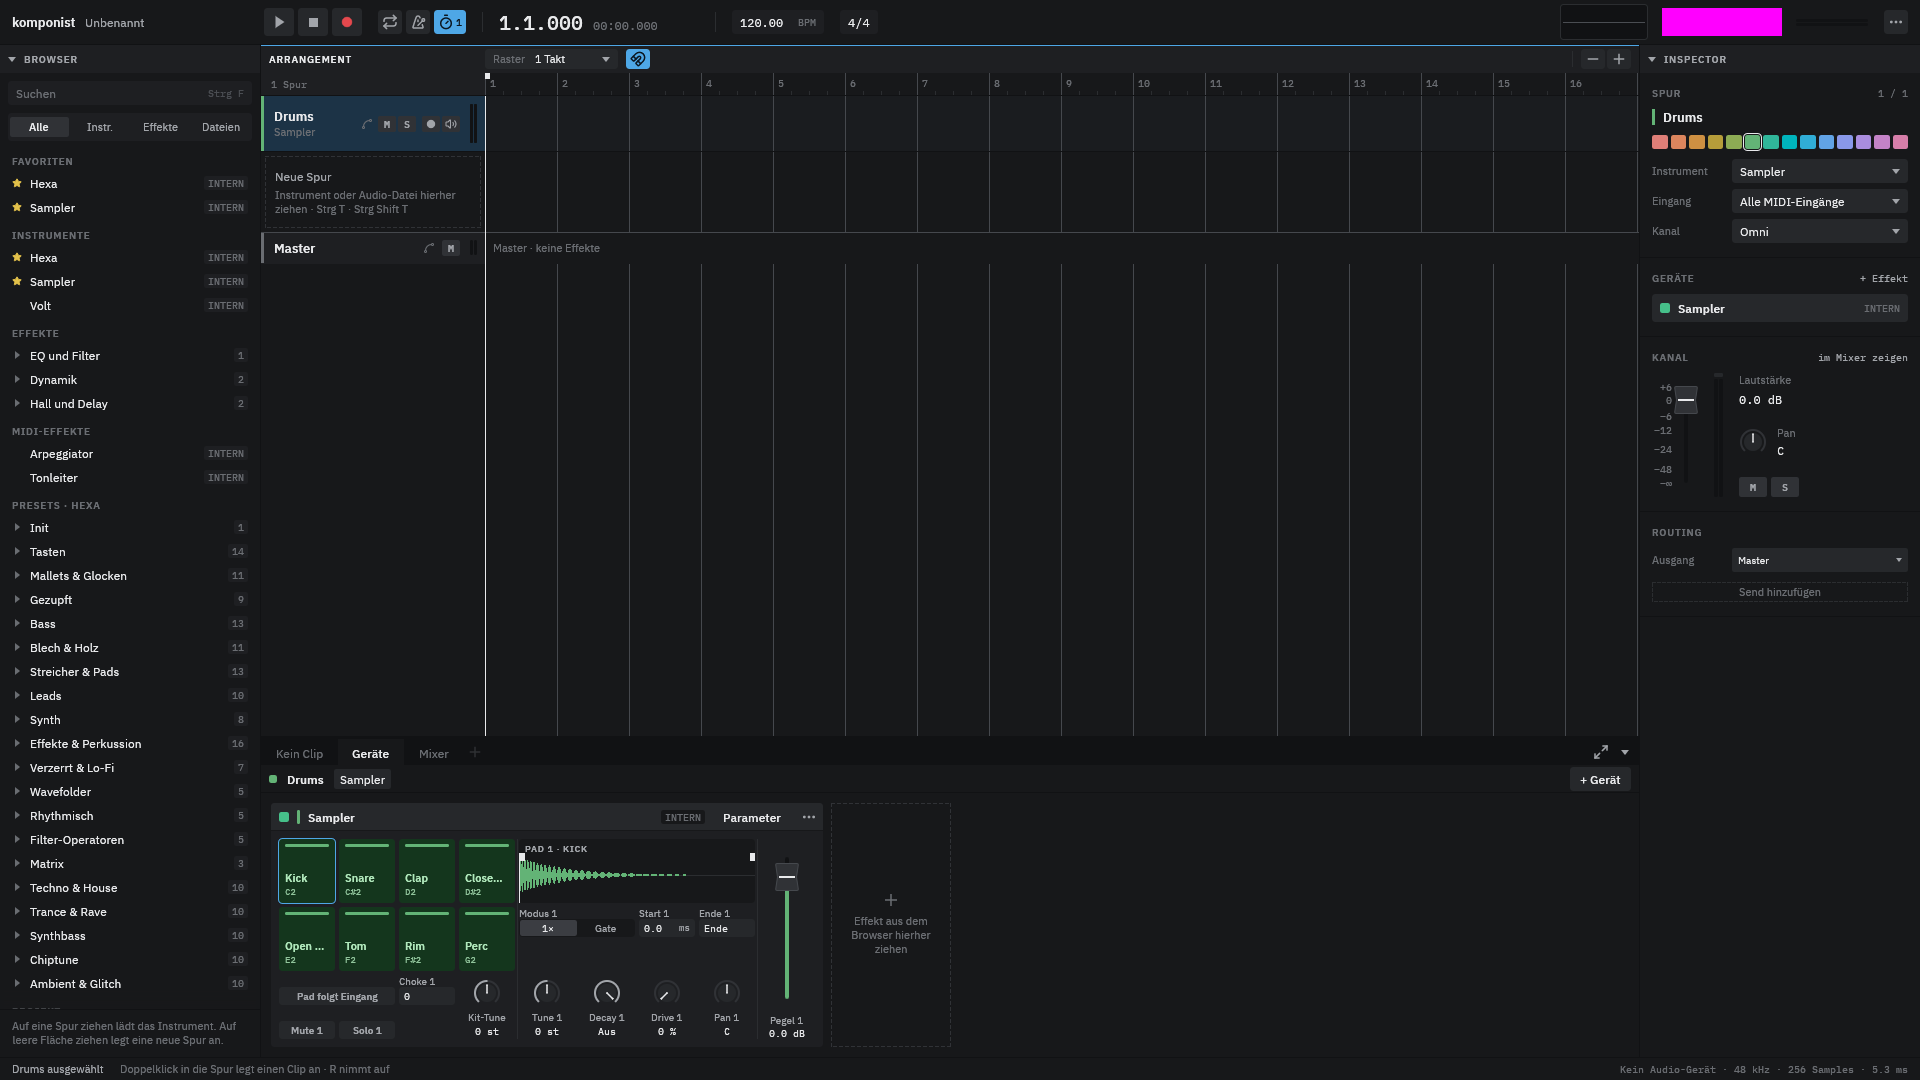 komponist Unbenannt
1
1.1.000 00:00.000
120.00 BPM
4/4
BROWSER
Suchen Strg F
Alle Instr. Effekte Dateien
FAVORITEN
Hexa INTERN
Sampler INTERN
INSTRUMENTE
Hexa INTERN
Sampler INTERN
Volt INTERN
EFFEKTE
EQ und Filter 1
Dynamik 2
Hall und Delay 2
MIDI-EFFEKTE
Arpeggiator INTERN
Tonleiter INTERN
PRESETS · HEXA
Init 1
Tasten 14
Mallets & Glocken 11
Gezupft 9
Bass 13
Blech & Holz 11
Streicher & Pads 13
Leads 10
Synth 8
Effekte & Perkussion 16
Verzerrt & Lo-Fi 7
Wavefolder 5
Rhythmisch 5
Filter-Operatoren 5
Matrix 3
Techno & House 10
Trance & Rave 10
Synthbass 10
Chiptune 10
Ambient & Glitch 10
Auf eine Spur ziehen lädt das Instrument. Auf
leere Fläche ziehen legt eine neue Spur an.
ARRANGEMENT
Raster 1 Takt
1 Spur
1 2 3 4 5 6 7 8 9 10 11 12 13 14 15 16
Drums
Sampler
M S
Neue Spur
Instrument oder Audio-Datei hierher
ziehen · Strg T · Strg Shift T
Master M
Master · keine Effekte
Kein Clip Geräte Mixer
Drums Sampler
+ Gerät
Sampler INTERN Parameter
Kick
C2
Snare
C#2
Clap
D2
Close...
D#2
Open ...
E2
Tom
F2
Rim
F#2
Perc
G2
Pad folgt Eingang
Choke 1
0
Mute 1 Solo 1
Kit-Tune
0 st
PAD 1 · KICK
Modus 1 Start 1 Ende 1
1× Gate 0.0 ms Ende
Tune 1 Decay 1 Drive 1 Pan 1
0 st Aus 0 % C
Pegel 1
0.0 dB
Effekt aus dem
Browser hierher
ziehen
INSPECTOR
SPUR 1 / 1
Drums
Instrument Sampler
Eingang Alle MIDI-Eingänge
Kanal Omni
GERÄTE + Effekt
Sampler INTERN
KANAL im Mixer zeigen
+6
0
−6
−12
−24
−48
−∞
Lautstärke
0.0 dB
Pan
C
M S
ROUTING
Ausgang Master
Send hinzufügen
Drums ausgewählt Doppelklick in die Spur legt einen Clip an · R nimmt auf
Kein Audio-Gerät · 48 kHz · 256 Samples · 5.3 ms